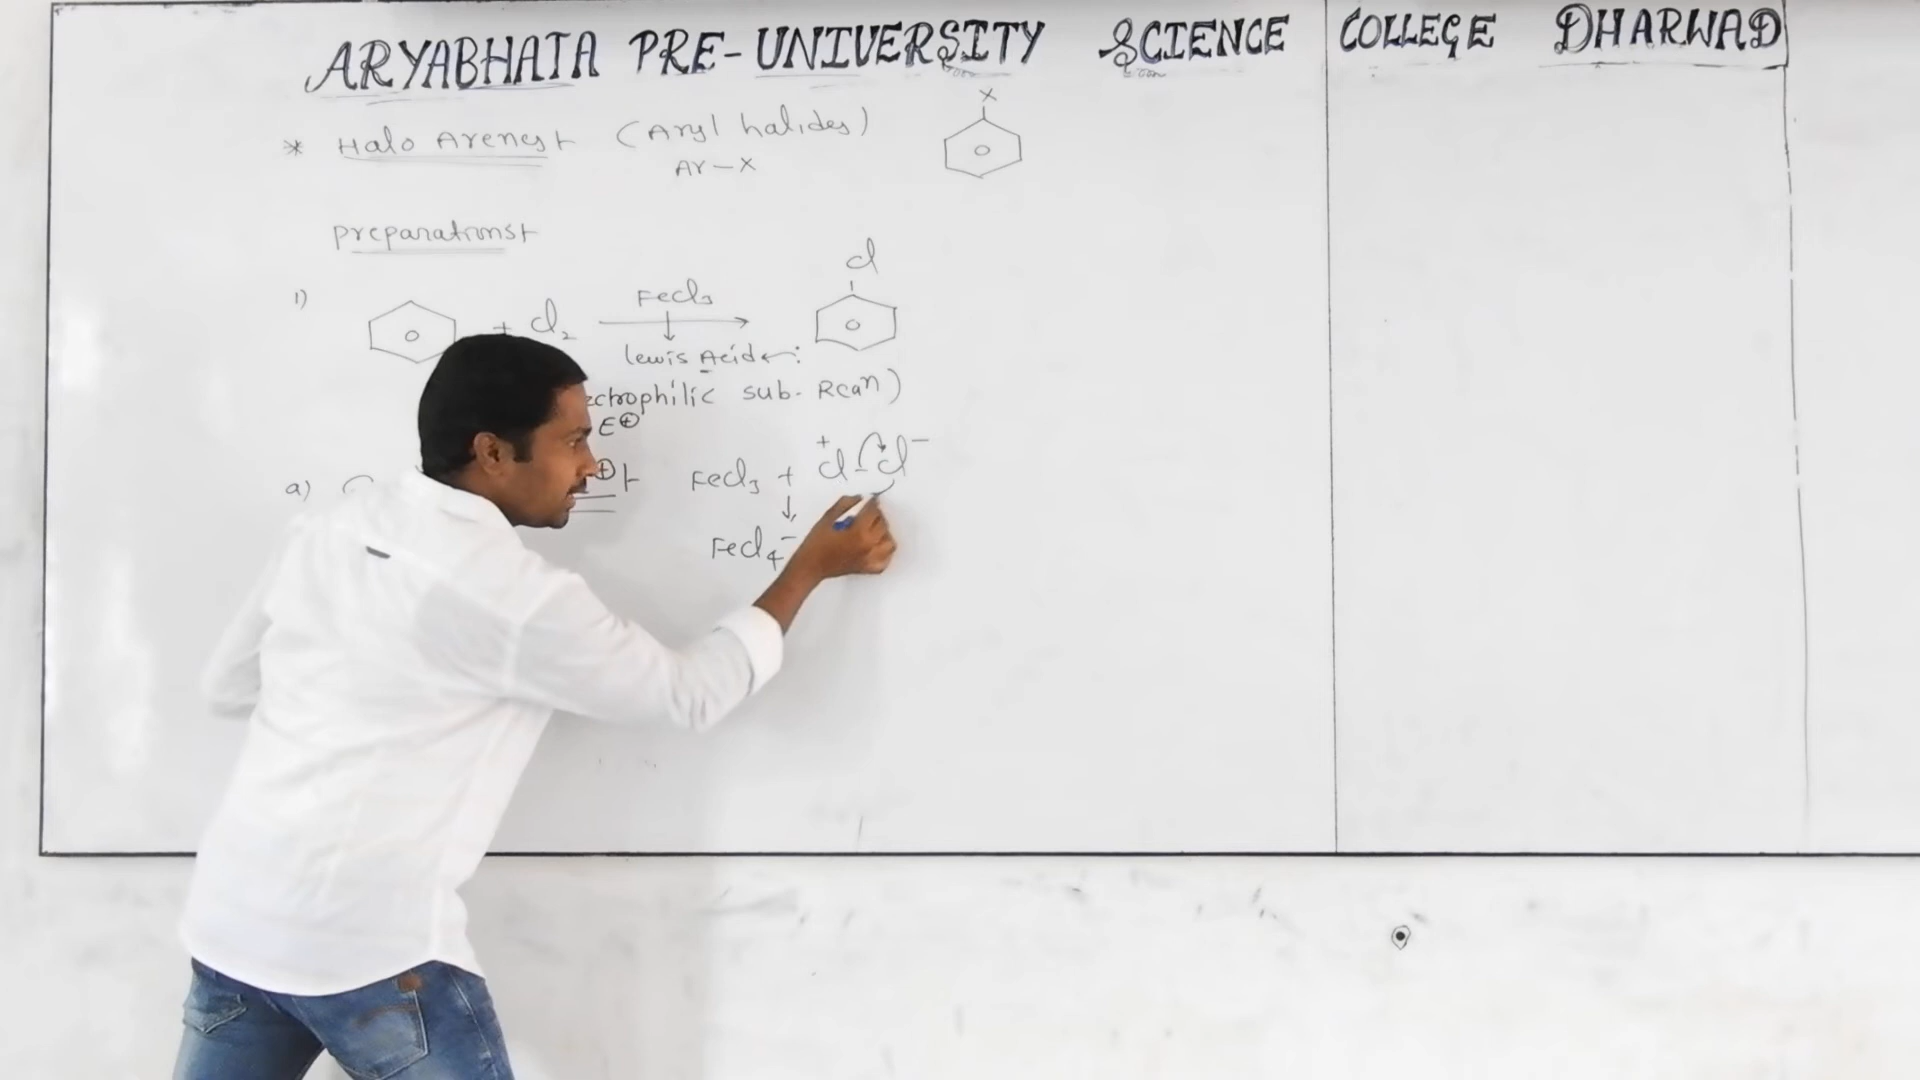 ARYABHATA PRE-UNIVERSITY SCIENCE COLLEGE DHARWAD
* Halo Arenes (Aryl halides)
Ar-X
X
preparations
1) + Cl2 FeCl3 Cl
Lewis Acid ←:
ctrophilic sub. Rean)
E⊕
a) ⊕ FeCl3 + +Cl-Cl−
↓
FeCl4−